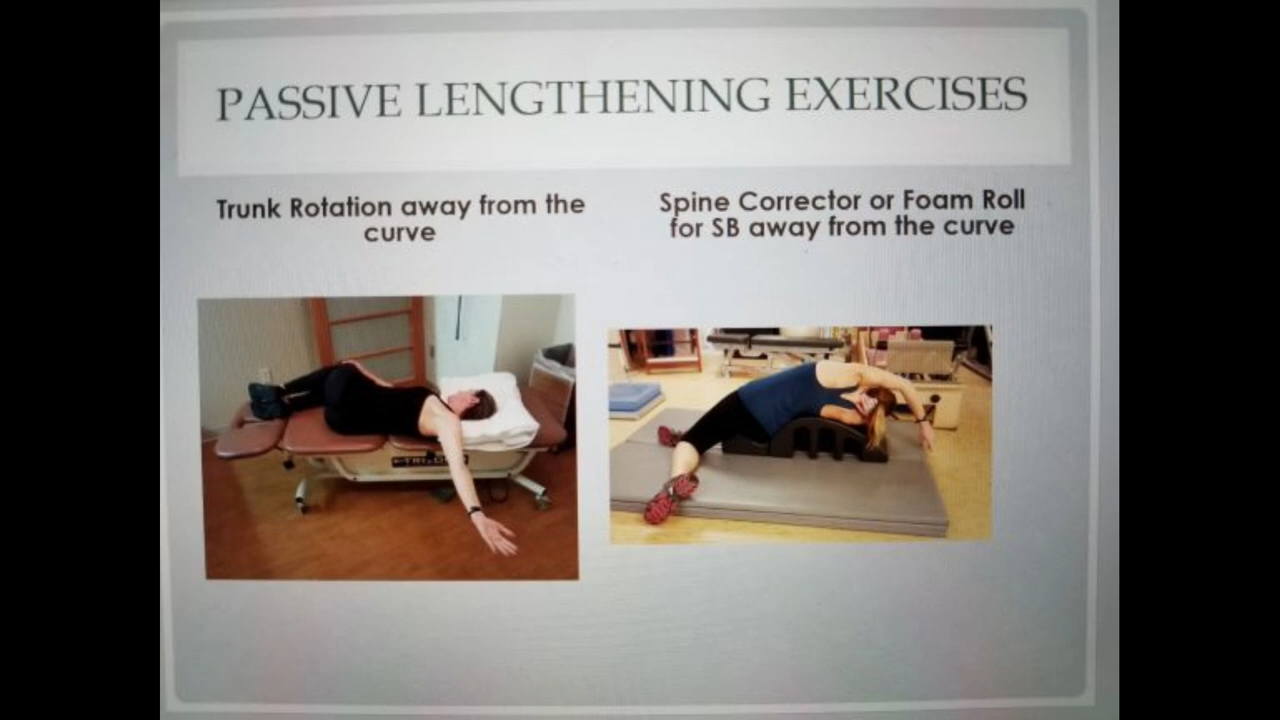 PASSIVE LENGTHENING EXERCISES
Trunk Rotation away from the
curve
Spine Corrector or Foam Roll
for SB away from the curve